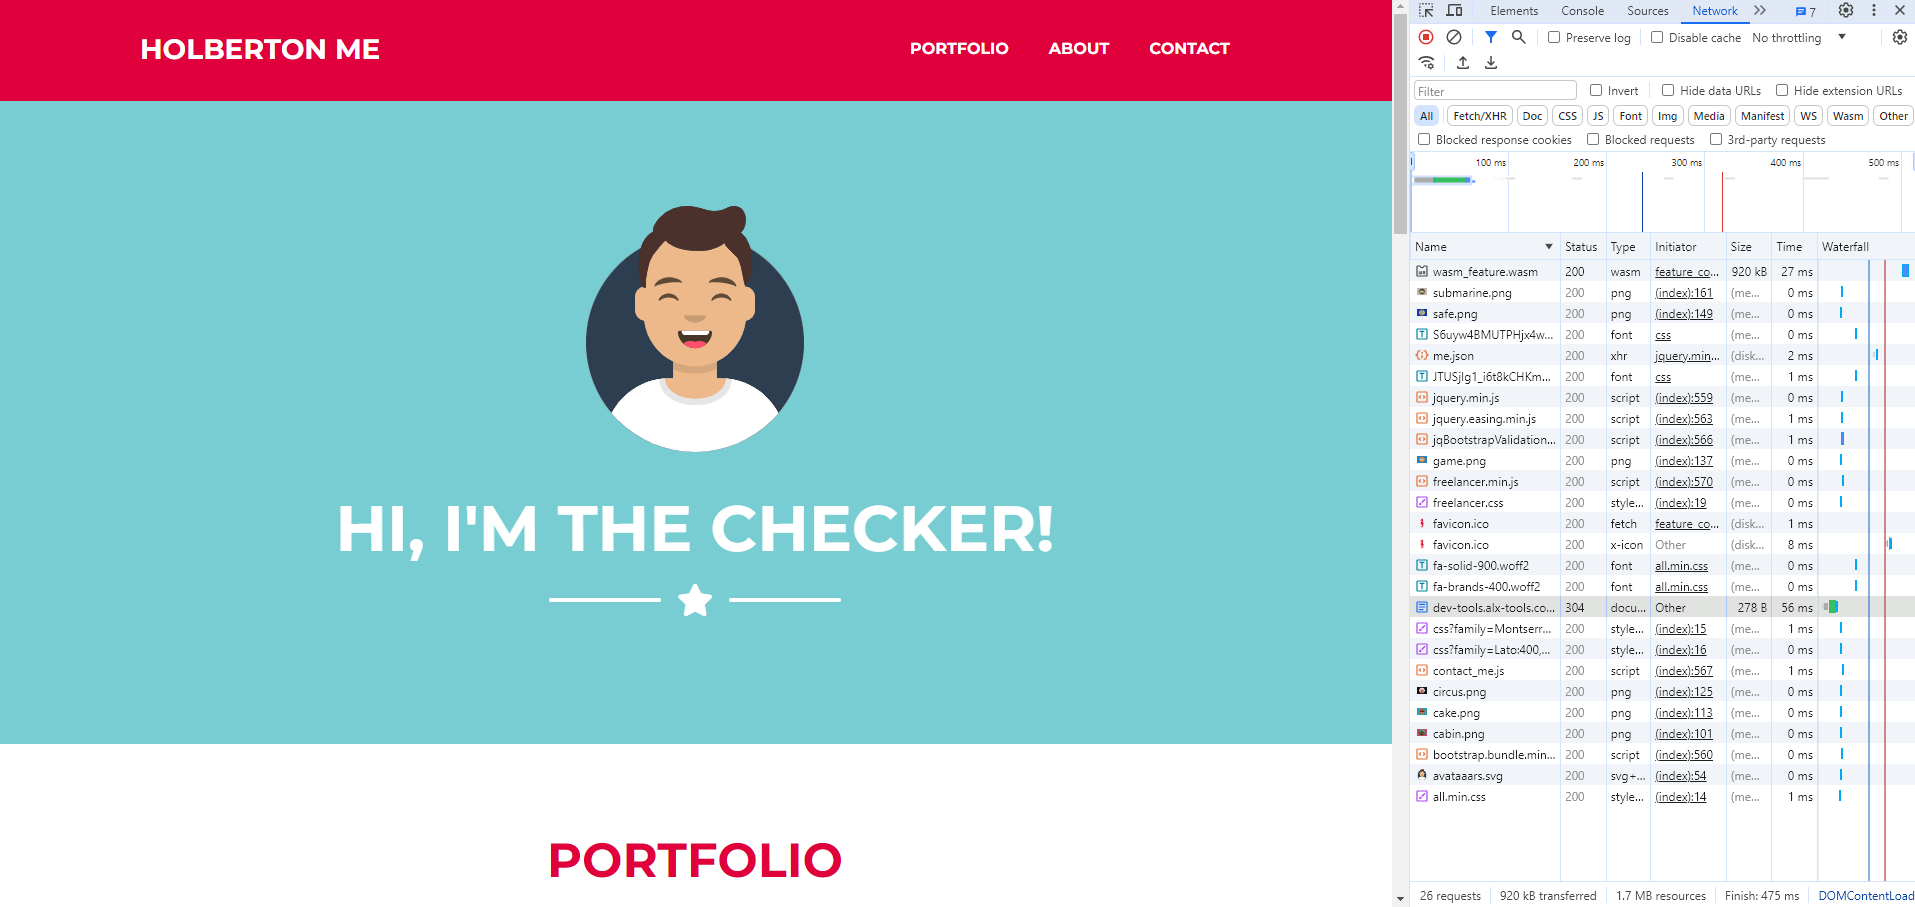 HOLBERTON ME
PORTFOLIO ABOUT CONTACT
HI, I'M THE CHECKER!
PORTFOLIO
Elements Console Sources Network 7
Preserve log Disable cache No throttling
Filter Invert Hide data URLs Hide extension URLs
All Fetch/XHR Doc CSS JS Font Img Media Manifest WS Wasm Other
Blocked response cookies Blocked requests 3rd-party requests
100 ms 200 ms 300 ms 400 ms 500 ms
Name Status Type Initiator Size Time Waterfall
wasm_feature.wasm 200 wasm feature_co... 920 kB 27 ms
submarine.png 200 png (index):161 (me... 0 ms
safe.png 200 png (index):149 (me... 0 ms
S6uyw4BMUTPHjx4w... 200 font css (me... 0 ms
me.json 200 xhr jquery.min... (disk... 2 ms
JTUSjIg1_i6t8kCHKm... 200 font css (me... 1 ms
jquery.min.js 200 script (index):559 (me... 0 ms
jquery.easing.min.js 200 script (index):563 (me... 1 ms
jqBootstrapValidation... 200 script (index):566 (me... 1 ms
game.png 200 png (index):137 (me... 0 ms
freelancer.min.js 200 script (index):570 (me... 0 ms
freelancer.css 200 style... (index):19 (me... 0 ms
favicon.ico 200 fetch feature_co... (disk... 1 ms
favicon.ico 200 x-icon Other (disk... 8 ms
fa-solid-900.woff2 200 font all.min.css (me... 0 ms
fa-brands-400.woff2 200 font all.min.css (me... 0 ms
dev-tools.alx-tools.co... 304 docu... Other 278 B 56 ms
css?family=Montserr... 200 style... (index):15 (me... 1 ms
css?family=Lato:400,... 200 style... (index):16 (me... 0 ms
contact_me.js 200 script (index):567 (me... 1 ms
circus.png 200 png (index):125 (me... 0 ms
cake.png 200 png (index):113 (me... 0 ms
cabin.png 200 png (index):101 (me... 0 ms
bootstrap.bundle.min... 200 script (index):560 (me... 0 ms
avataaars.svg 200 svg+... (index):54 (me... 0 ms
all.min.css 200 style... (index):14 (me... 1 ms
26 requests 920 kB transferred 1.7 MB resources Finish: 475 ms DOMContentLoad